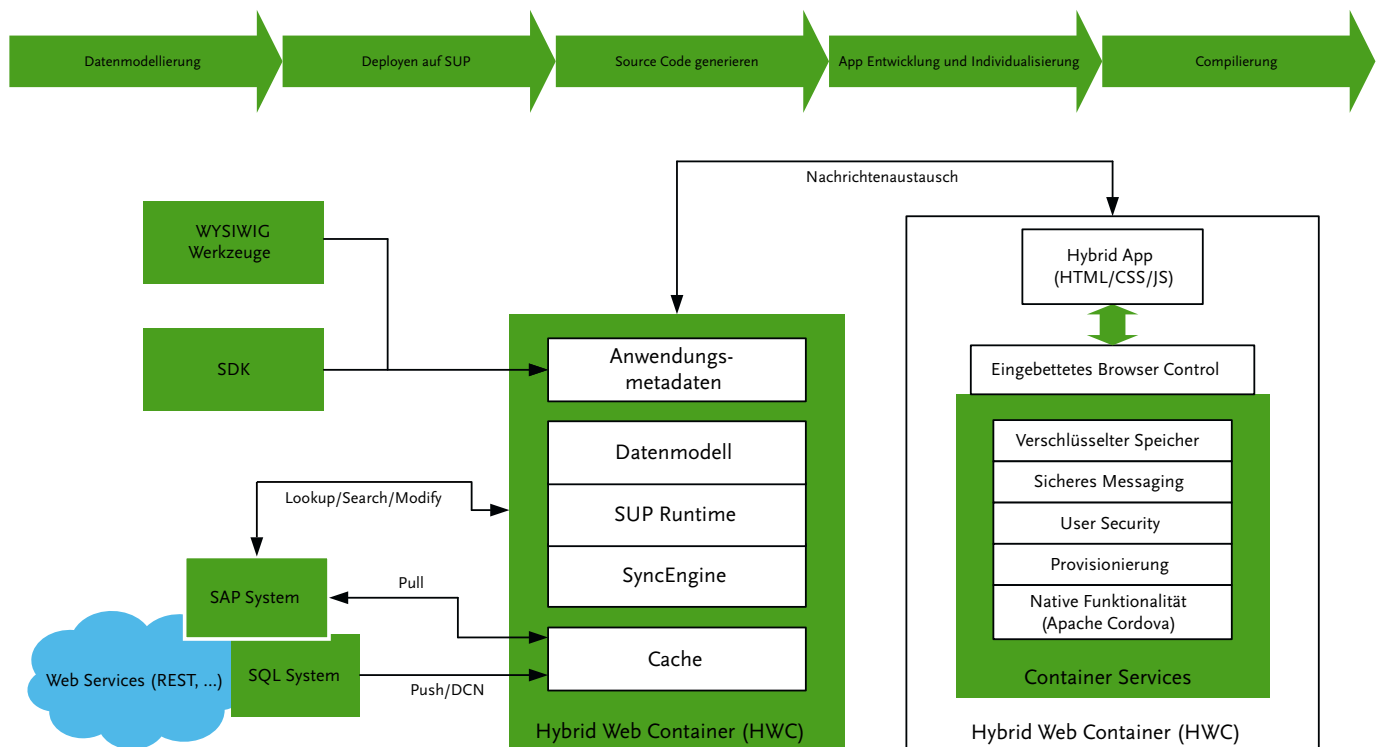 Datenmodellierung
Deployen auf SUP
Source Code generieren
App Entwicklung und Individualisierung
Compilierung
Nachrichtenaustausch
WYSIWIG
Werkzeuge
SDK
Anwendungs-
metadaten
Datenmodell
SUP Runtime
SyncEngine
Cache
Hybrid Web Container (HWC)
Lookup/Search/Modify
SAP System
Pull
Web Services (REST, ...)
SQL System
Push/DCN
Hybrid App
(HTML/CSS/JS)
Eingebettetes Browser Control
Verschlüsselter Speicher
Sicheres Messaging
User Security
Provisionierung
Native Funktionalität
(Apache Cordova)
Container Services
Hybrid Web Container (HWC)